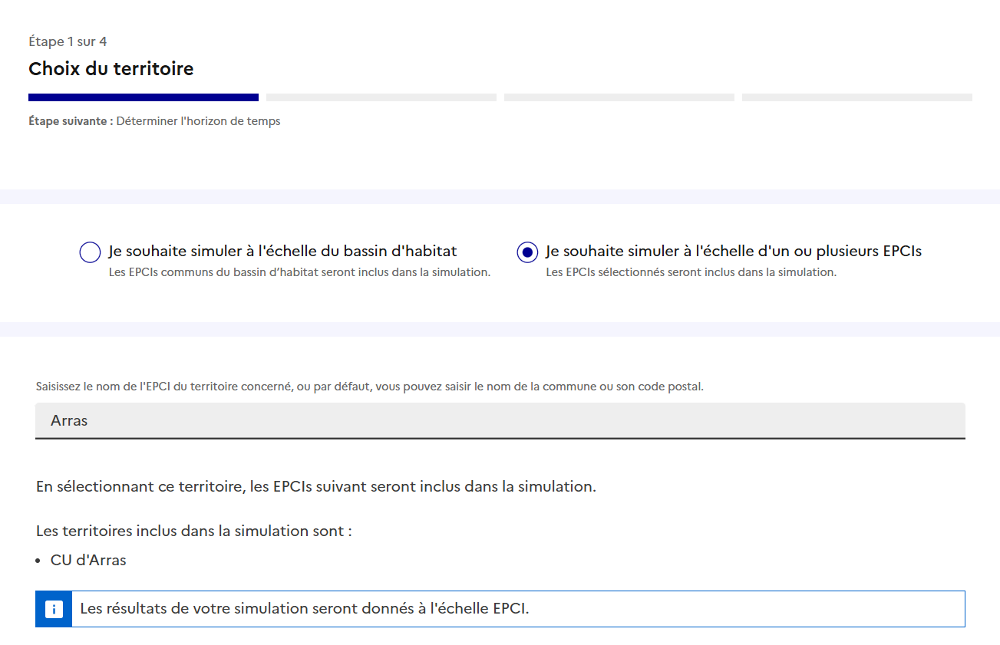 Étape 1 sur 4
Choix du territoire
Étape suivante : Déterminer l'horizon de temps
Je souhaite simuler à l'échelle du bassin d'habitat
Les EPCIs communs du bassin d’habitat seront inclus dans la simulation.
Je souhaite simuler à l'échelle d'un ou plusieurs EPCIs
Les EPCIs sélectionnés seront inclus dans la simulation.
Saisissez le nom de l'EPCI du territoire concerné, ou par défaut, vous pouvez saisir le nom de la commune ou son code postal.
Arras
En sélectionnant ce territoire, les EPCIs suivant seront inclus dans la simulation.
Les territoires inclus dans la simulation sont :
• CU d'Arras
Les résultats de votre simulation seront donnés à l'échelle EPCI.